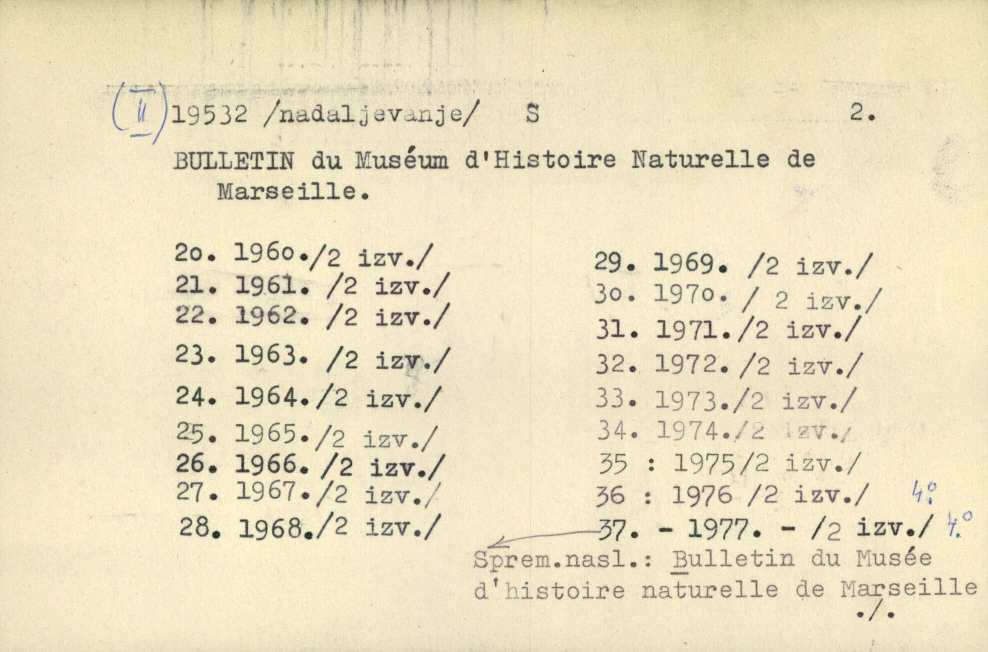 (II) 19532 /nadaljevanje/ S 2.
BULLETIN du Muséum d'Histoire Naturelle de
Marseille.
2o. 196o./2 izv./
21. 1961. /2 izv./
22. 1962. /2 izv./
23. 1963. /2 izv./
24. 1964./2 izv./
25. 1965./2 izv./
26. 1966./2 izv./
27. 1967./2 izv./
28. 1968./2 izv./
29. 1969. /2 izv./
3o. 197o. / 2 izv./
31. 1971./2 izv./
32. 1972./2 izv./
33. 1973./2 izv./
34. 1974./2 izv./
35 : 1975/2 izv./
36 : 1976 /2 izv./ 4°.
37. - 1977. - /2 izv./ 4.°
Sprem.nasl.: Bulletin du Musée
d'histoire naturelle de Marseille
./.